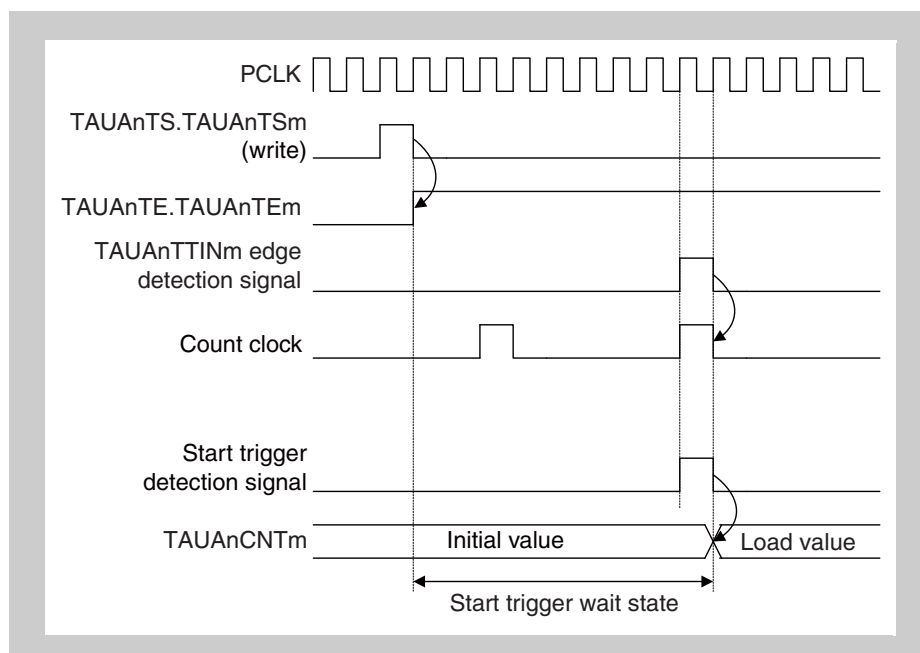 PCLK
TAUAnTS.TAUAnTSm
(write)
TAUAnTE.TAUAnTEm
TAUAnTTINm edge
detection signal
Count clock
Start trigger
detection signal
TAUAnCNTm
Initial value
Load value
Start trigger wait state